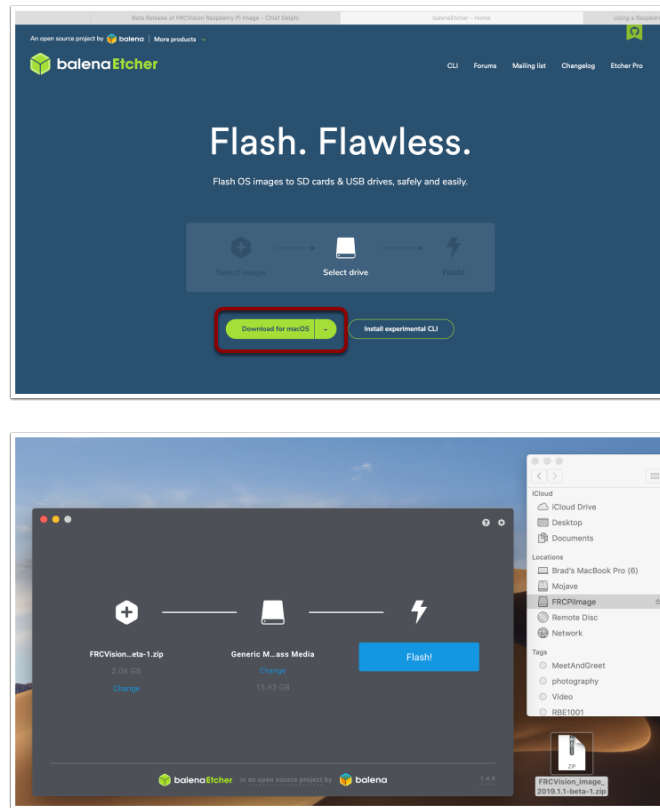 Beta Release of FRCVision Raspberry Pi Image - Chief Delphi
balenaEtcher - Home
Using a Raspber
An open source project by balena | More products
balenaEtcher
CLI Forums Mailing list Changelog Etcher Pro
Flash. Flawless.
Flash OS images to SD cards & USB drives, safely and easily.
Select image Select drive Flash!
Download for macOS
Install experimental CLI
FRCVision...eta-1.zip
2.06 GB
Change
Generic M...ass Media
Change
15.93 GB
Flash!
balenaEtcher is an open source project by balena
iCloud
iCloud Drive
Desktop
Documents
Locations
Brad's MacBook Pro (6)
Mojave
FRCPiImage
Remote Disc
Network
Tags
MeetAndGreet
photography
Video
RBE1001
ZIP
FRCVision_image_
2019.1.1-beta-1.zip